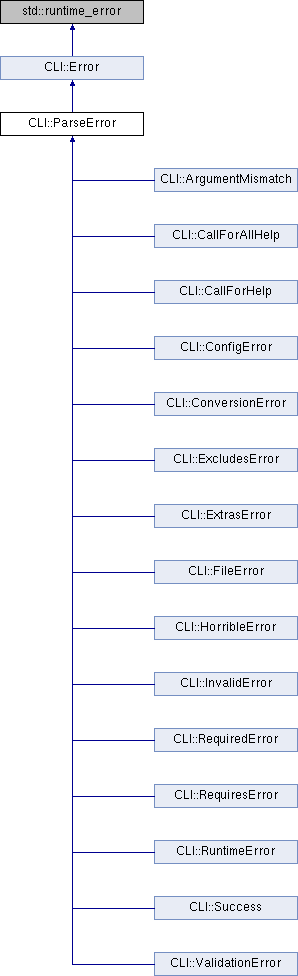 std::runtime_error
CLI::Error
CLI::ParseError
CLI::ArgumentMismatch
CLI::CallForAllHelp
CLI::CallForHelp
CLI::ConfigError
CLI::ConversionError
CLI::ExcludesError
CLI::ExtrasError
CLI::FileError
CLI::HorribleError
CLI::InvalidError
CLI::RequiredError
CLI::RequiresError
CLI::RuntimeError
CLI::Success
CLI::ValidationError